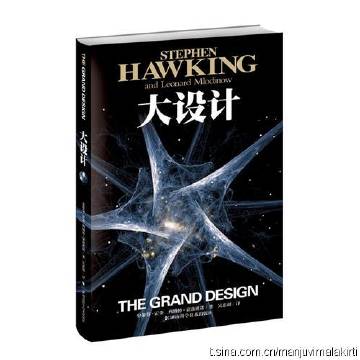 STEPHEN
HAWKING
and Leonard Mlodinow
大设计
THE GRAND DESIGN
THE GRAND DESIGN
大设计
t.sina.com.cn/manjuvimalakirti